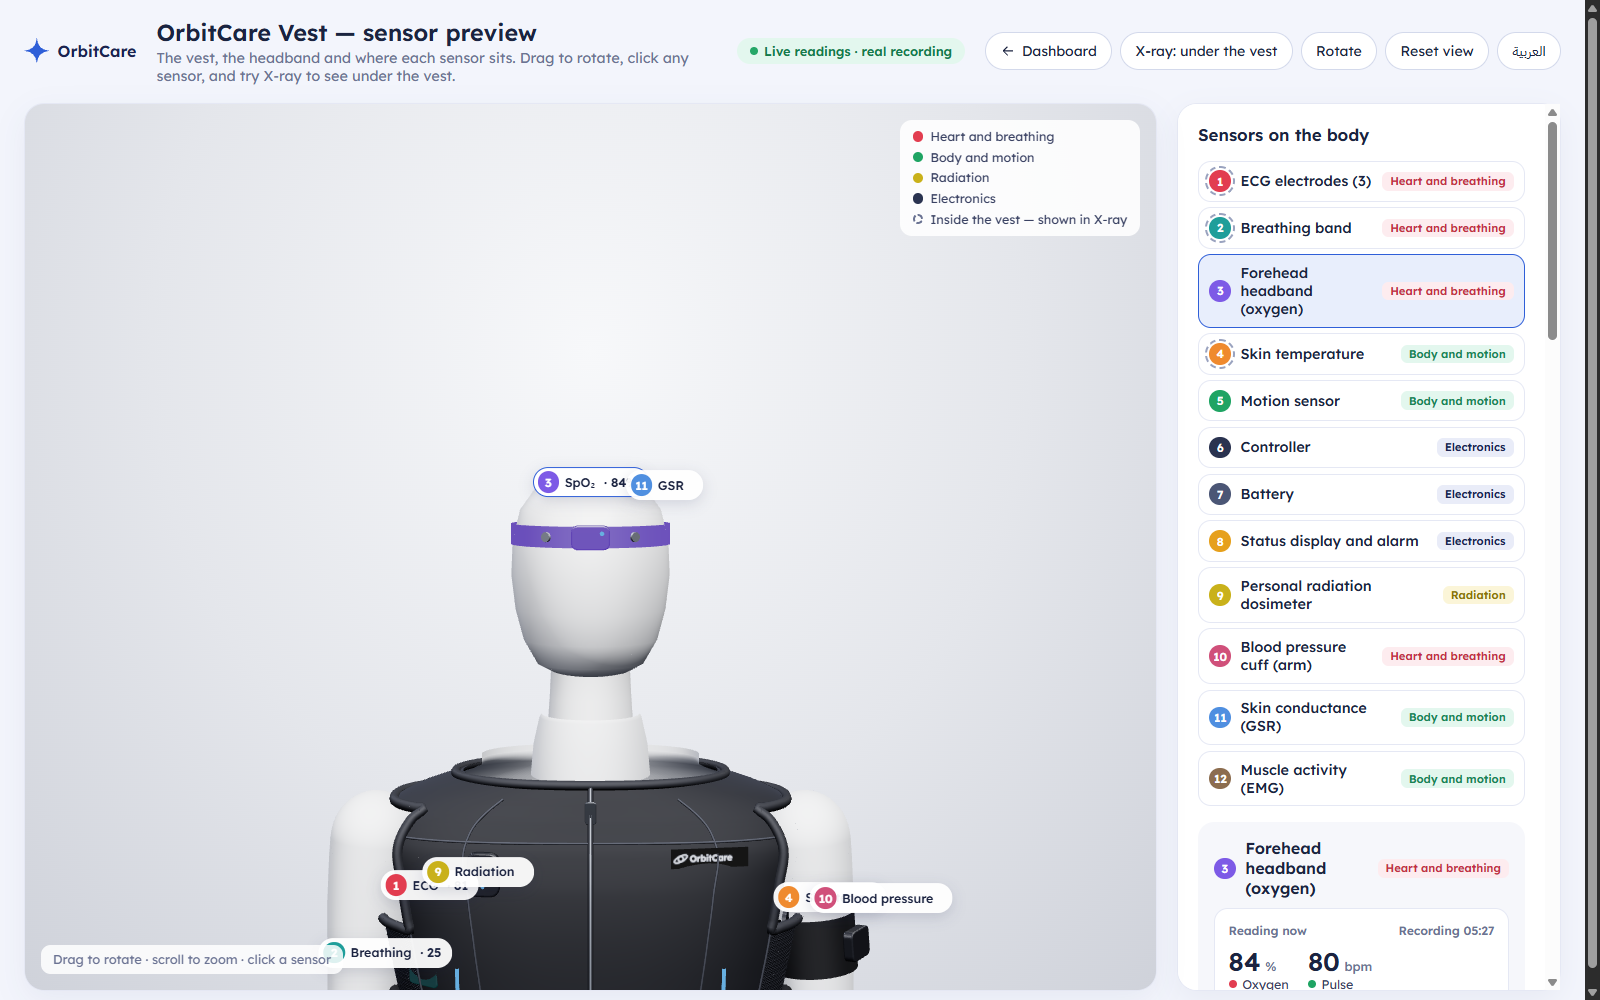 OrbitCare
OrbitCare Vest — sensor preview
The vest, the headband and where each sensor sits. Drag to rotate, click any
sensor, and try X-ray to see under the vest.
Live readings · real recording
← Dashboard
X-ray: under the vest
Rotate
Reset view
العربية
Heart and breathing
Body and motion
Radiation
Electronics
Inside the vest — shown in X-ray
3 SpO₂ · 84
11 GSR
OrbitCare
9 Radiation
1 EC
4 S
10 Blood pressure
Breathing · 25
Drag to rotate · scroll to zoom · click a sensor
Sensors on the body
1 ECG electrodes (3) Heart and breathing
2 Breathing band Heart and breathing
3 Forehead
headband
(oxygen)
Heart and breathing
4 Skin temperature Body and motion
5 Motion sensor Body and motion
6 Controller Electronics
7 Battery Electronics
8 Status display and alarm Electronics
9 Personal radiation
dosimeter
Radiation
10 Blood pressure
cuff (arm)
Heart and breathing
11 Skin conductance
(GSR)
Body and motion
12 Muscle activity
(EMG)
Body and motion
3 Forehead
headband
(oxygen)
Heart and breathing
Reading now Recording 05:27
84 % 80 bpm
Oxygen Pulse